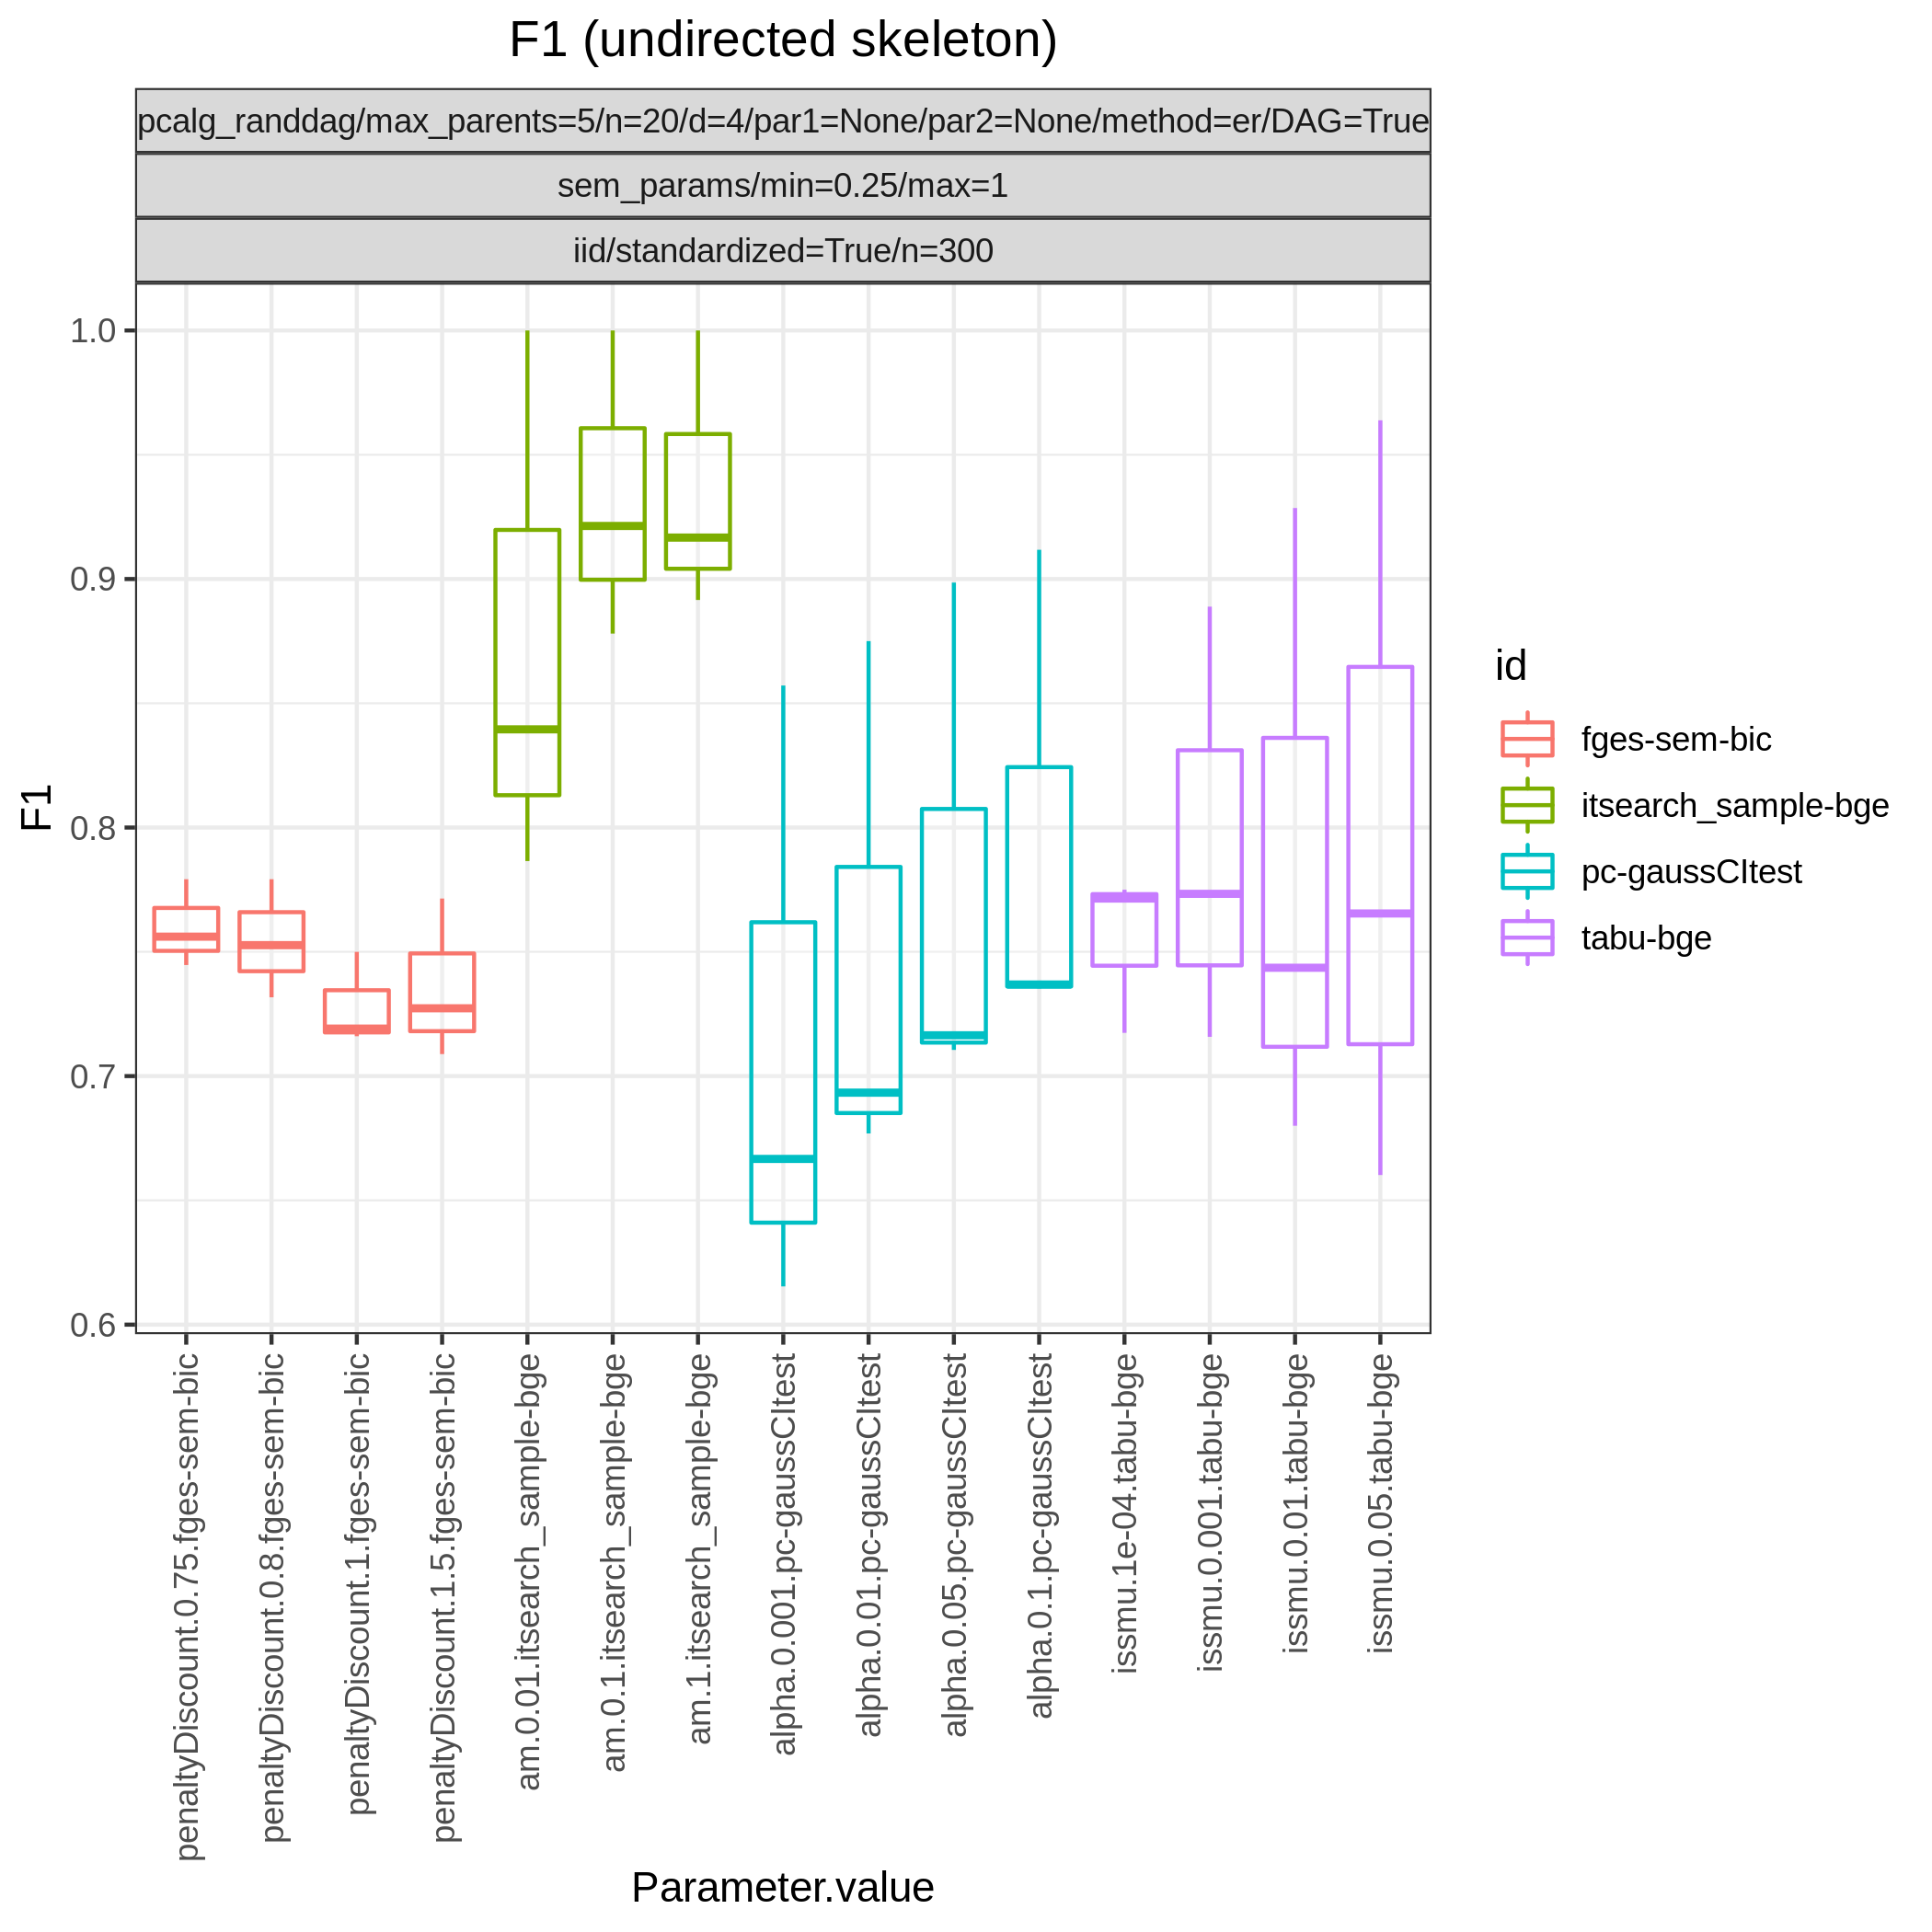 F1 (undirected skeleton)
pcalg_randdag/max_parents=5/n=20/d=4/par1=None/par2=None/method=er/DAG=True
sem_params/min=0.25/max=1
iid/standardized=True/n=300
1.0
0.9
0.8
0.7
0.6
F1
penaltyDiscount.0.75.fges-sem-bic
penaltyDiscount.0.8.fges-sem-bic
penaltyDiscount.1.fges-sem-bic
penaltyDiscount.1.5.fges-sem-bic
am.0.01.itsearch_sample-bge
am.0.1.itsearch_sample-bge
am.1.itsearch_sample-bge
alpha.0.001.pc-gaussCItest
alpha.0.01.pc-gaussCItest
alpha.0.05.pc-gaussCItest
alpha.0.1.pc-gaussCItest
issmu.1e-04.tabu-bge
issmu.0.001.tabu-bge
issmu.0.01.tabu-bge
issmu.0.05.tabu-bge
Parameter.value
id
fges-sem-bic
itsearch_sample-bge
pc-gaussCItest
tabu-bge